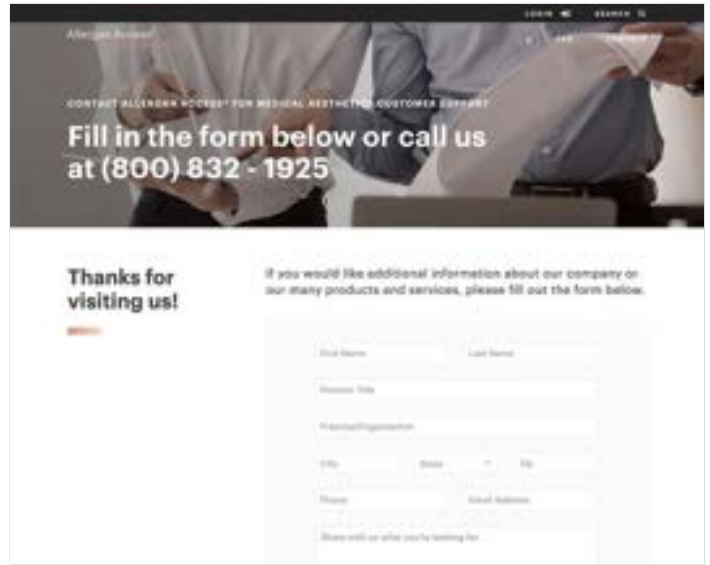 LOGIN
SEARCH
Allergan Access
CONTACT ALLERGAN ACCESS® FOR MEDICAL AESTHETICS CUSTOMER SUPPORT
Fill in the form below or call us
at (800) 832 - 1925
Thanks for
visiting us!
If you would like additional information about our company or
our many products and services, please fill out the form below.
First Name
Last Name
Position Title
Practice/Organization
City
State
Zip
Phone
Email Address
Share with us what you're looking for